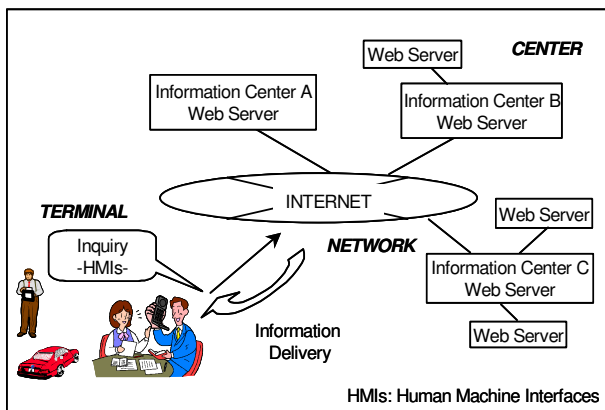 Web Server
CENTER
Information Center A
Web Server
Information Center B
Web Server
INTERNET
TERMINAL
Inquiry
-HMIs-
NETWORK
Web Server
Information Center C
Web Server
Web Server
Information
Delivery
HMIs: Human Machine Interfaces